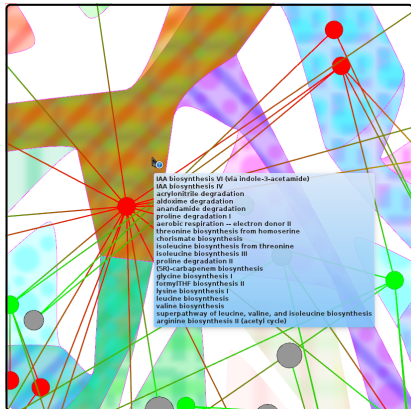 IAA biosynthesis VI (via indole-3-acetamide)
IAA biosynthesis IV
acrylonitrile degradation
aldoxime degradation
anandamide degradation
proline degradation I
aerobic respiration -- electron donor II
threonine biosynthesis from homoserine
chorismate biosynthesis
isoleucine biosynthesis from threonine
isoleucine biosynthesis III
proline degradation II
(5R)-carbapenem biosynthesis
glycine biosynthesis I
formylTHF biosynthesis II
lysine biosynthesis I
leucine biosynthesis
valine biosynthesis
superpathway of leucine, valine, and isoleucine biosynthesis
arginine biosynthesis II (acetyl cycle)